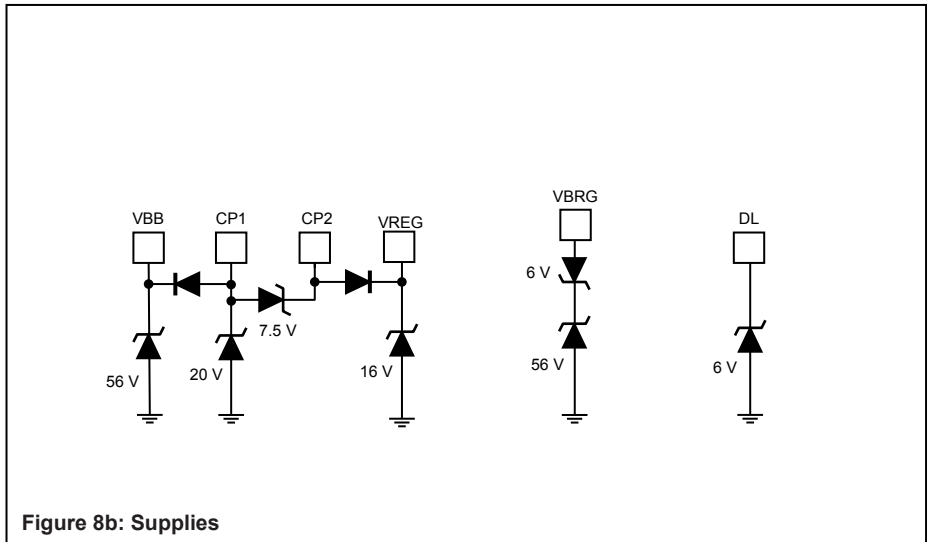 VBB
CP1
CP2
VREG
7.5 V
56 V
20 V
16 V
VBRG
6 V
56 V
DL
6 V
Figure 8b: Supplies